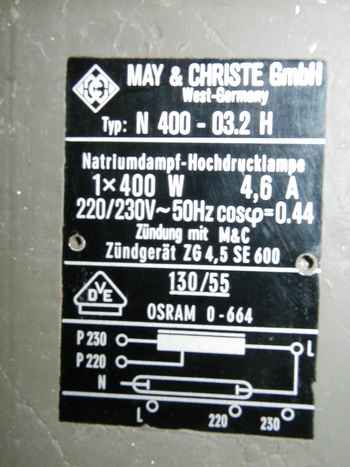 MAY & CHRISTE GmbH
West-Germany
Typ: N 400 - 03.2 H
Natriumdampf-Hochdrucklampe
1×400 W 4,6 A
220/230V~50Hz cosφ=0.44
Zündung mit M&C
Zündgerät ZG 4,5 SE 600
VDE
130/55
OSRAM 0-664
P 230
P 220
L
N
L 220 230